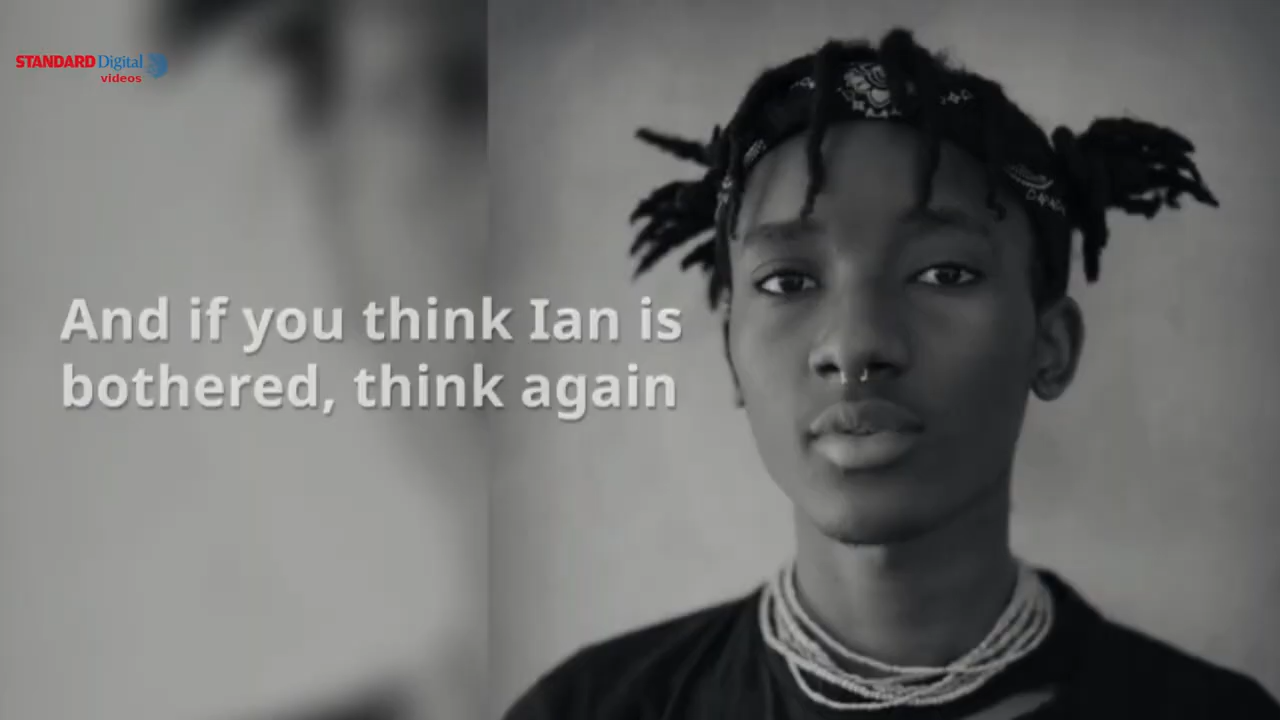 STANDARD Digital
videos
And if you think Ian is
bothered, think again